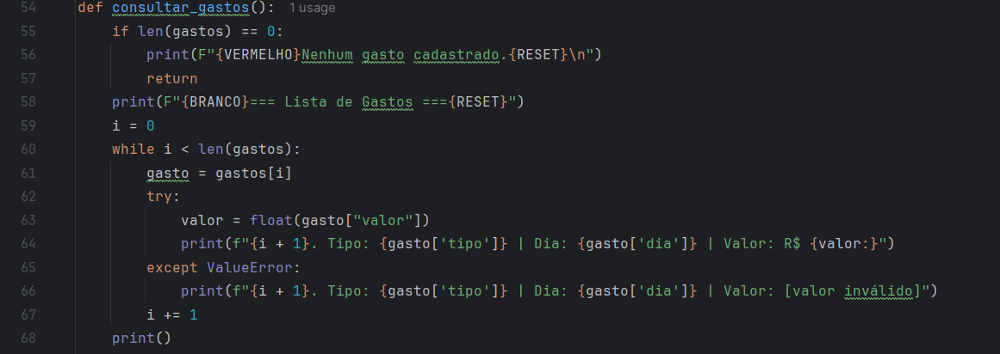 54 def consultar_gastos(): 1 usage
55 if len(gastos) == 0:
56 print(F"{VERMELHO}Nenhum gasto cadastrado.{RESET}\n")
57 return
58 print(F"{BRANCO}=== Lista de Gastos ==={RESET}")
59 i = 0
60 while i < len(gastos):
61 gasto = gastos[i]
62 try:
63 valor = float(gasto["valor"])
64 print(f"{i + 1}. Tipo: {gasto['tipo']} | Dia: {gasto['dia']} | Valor: R$ {valor:}")
65 except ValueError:
66 print(f"{i + 1}. Tipo: {gasto['tipo']} | Dia: {gasto['dia']} | Valor: [valor inválido]")
67 i += 1
68 print()